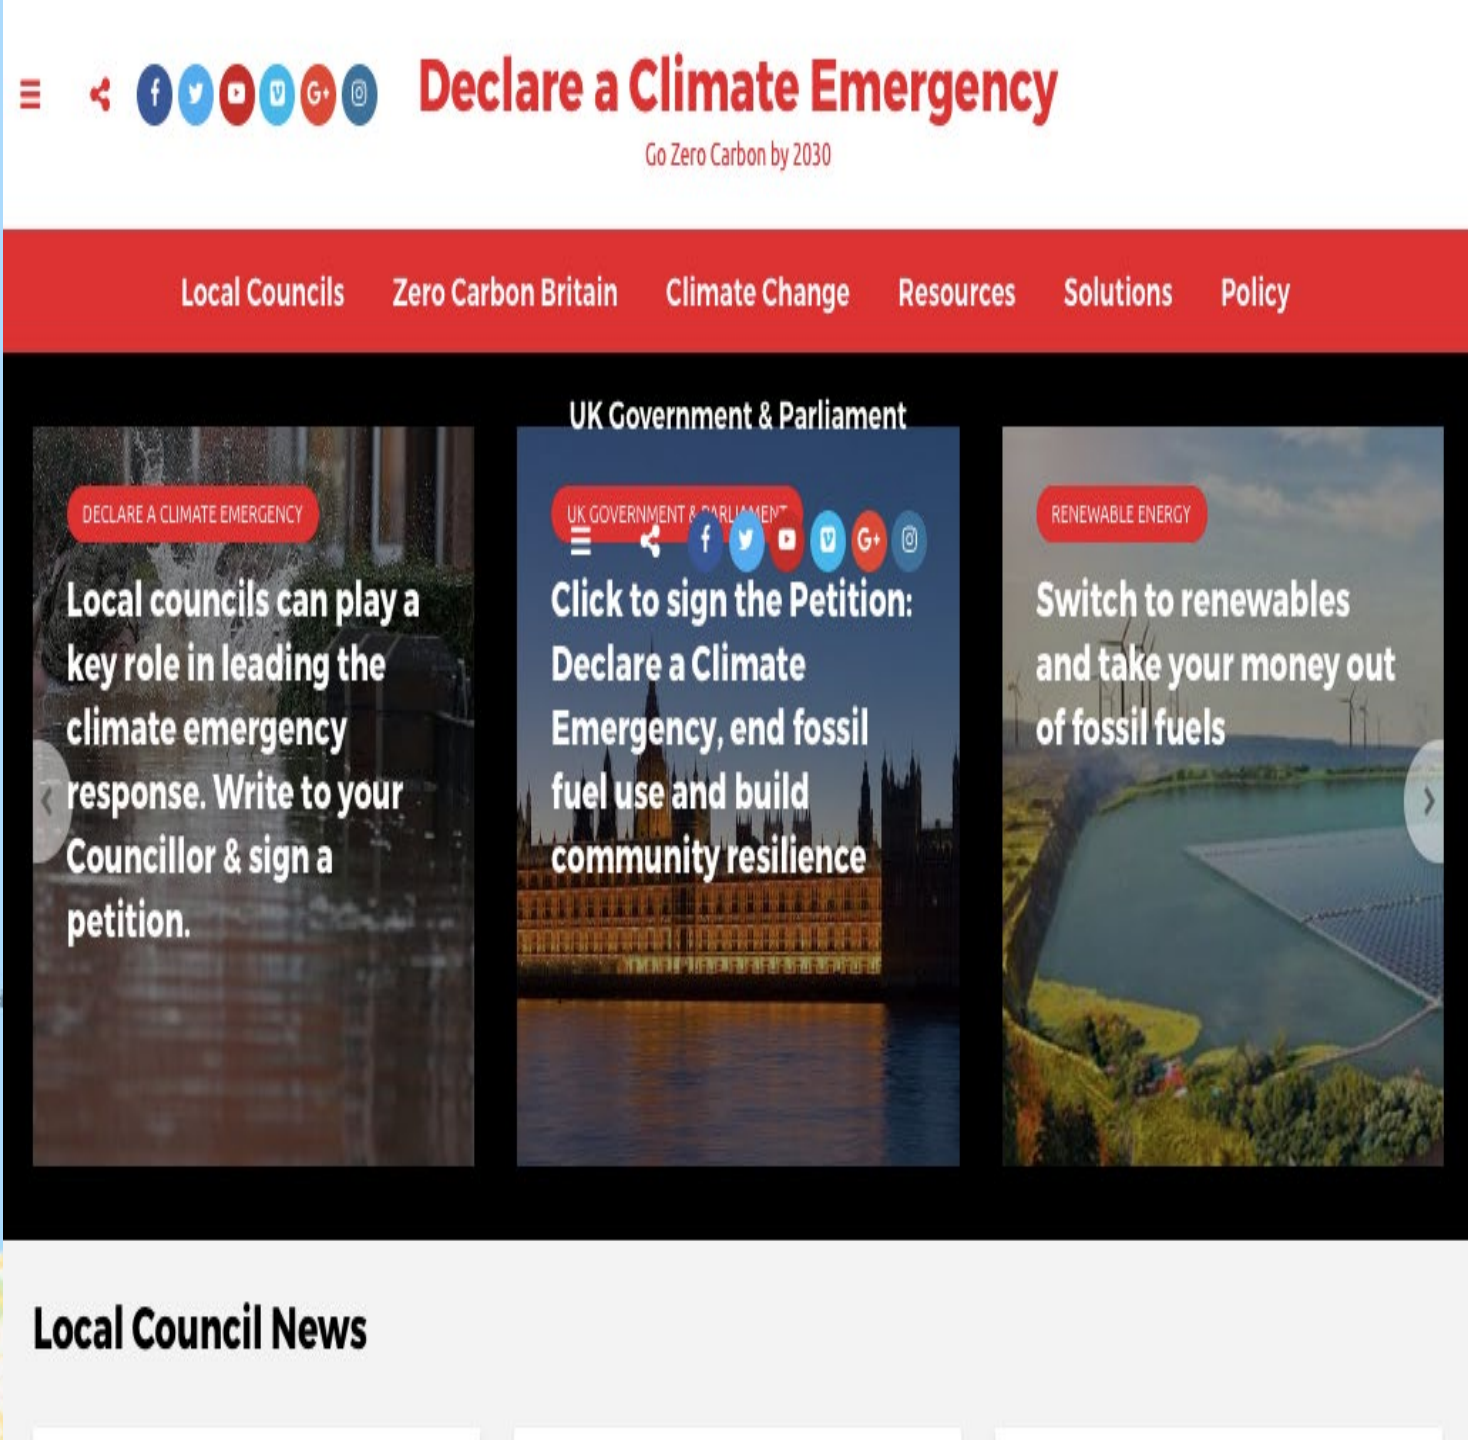 Declare a Climate Emergency
Go Zero Carbon by 2030
Local Councils Zero Carbon Britain Climate Change Resources Solutions Policy
UK Government & Parliament
DECLARE A CLIMATE EMERGENCY
Local councils can play a
key role in leading the
climate emergency
response. Write to your
Councillor & sign a
petition.
UK GOVERNMENT & PARLIAMENT
Click to sign the Petition:
Declare a Climate
Emergency, end fossil
fuel use and build
community resilience
RENEWABLE ENERGY
Switch to renewables
and take your money out
of fossil fuels
Local Council News